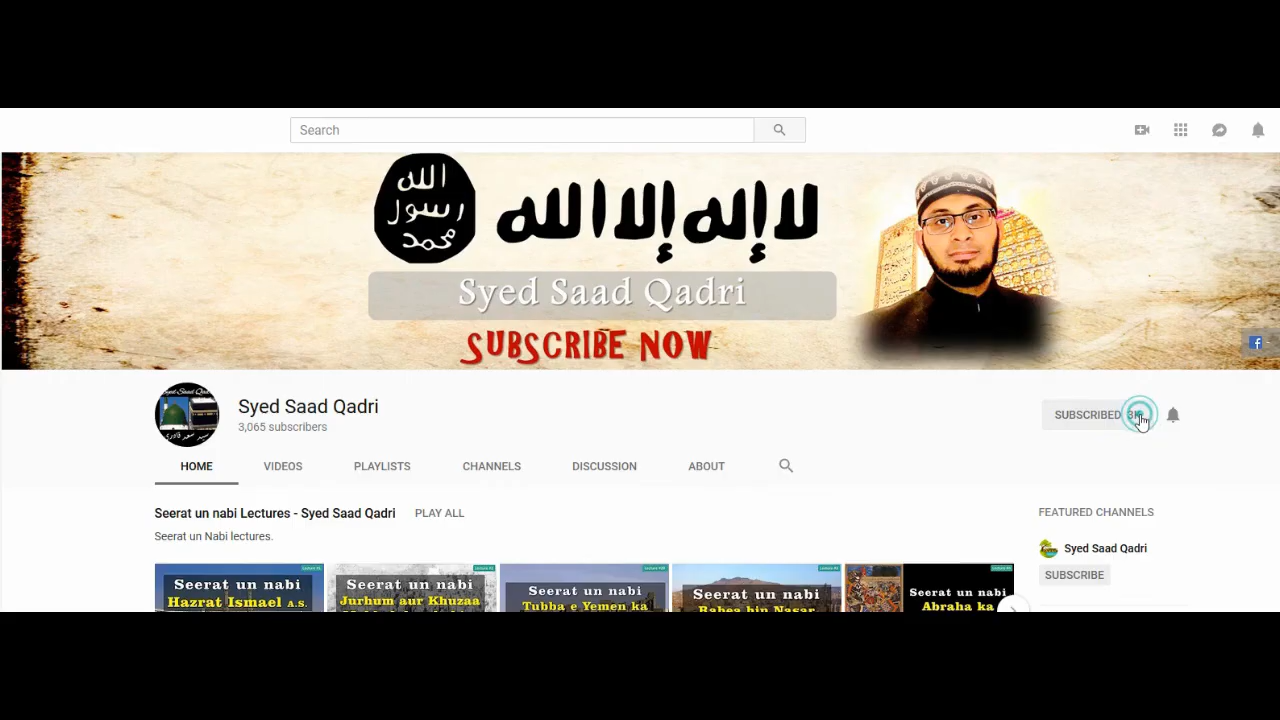 Search
الله
رسول
محمد
لا إله إلا الله
Syed Saad Qadri
SUBSCRIBE NOW
Syed Saad Qadri
3,065 subscribers
SUBSCRIBED
HOME
VIDEOS
PLAYLISTS
CHANNELS
DISCUSSION
ABOUT
Seerat un nabi Lectures - Syed Saad Qadri
PLAY ALL
Seerat un Nabi lectures.
FEATURED CHANNELS
Syed Saad Qadri
SUBSCRIBE
Seerat un nabi
Hazrat Ismael A.S.
Seerat un nabi
Jurhum aur Khuzaa
Seerat un nabi
Tubba e Yemen ka
Seerat un nabi
Rabea bin Nasar
Seerat un nabi
Abraha ka